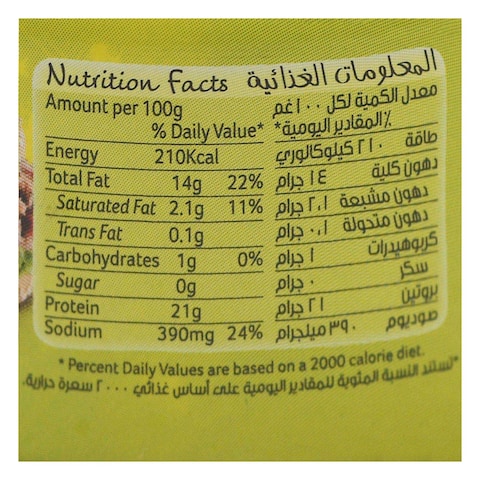 Nutrition Facts المعلومات الغذائية
Amount per 100g معدل الكمية لكل ١٠٠غم
% Daily Value* ٪المقادير اليومية*
Energy 210Kcal طاقة ٢١٠ كيلوكالوري
Total Fat 14g 22% دهون كلية ١٤ جرام
Saturated Fat 2.1g 11% دهون مشبعة ٢،١ جرام
Trans Fat 0.1g دهون متحولة ٠،١ جرام
Carbohydrates 1g 0% كربوهيدرات ١ جرام
Sugar 0g سكر ٠ جرام
Protein 21g بروتين ٢١ جرام
Sodium 390mg 24% صوديوم ٣٩٠ ميلجرام
* Percent Daily Values are based on a 2000 calorie diet.
*تستند النسبة المئوية للمقادير اليومية على أساس غذائي ٢٠٠٠ سعرة حرارية.